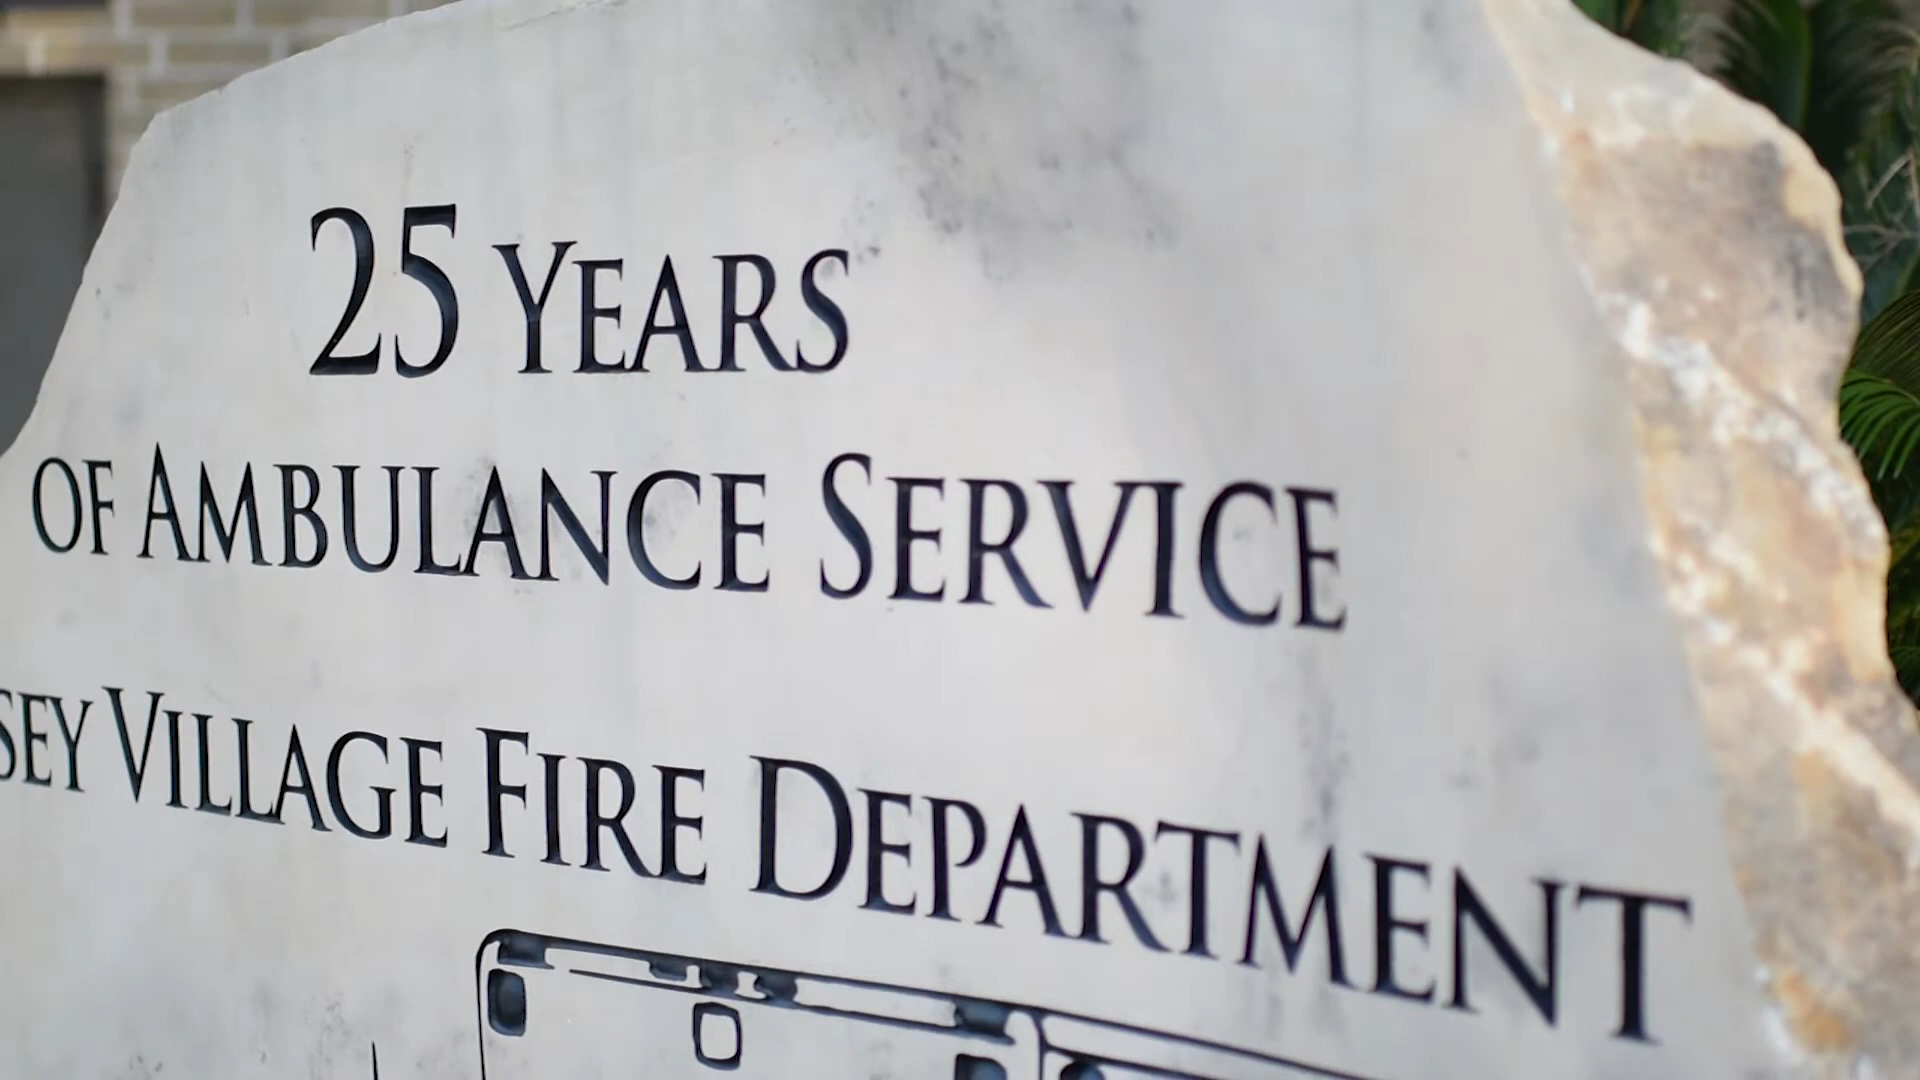 25 YEARS
OF AMBULANCE SERVICE
SEY VILLAGE FIRE DEPARTMENT